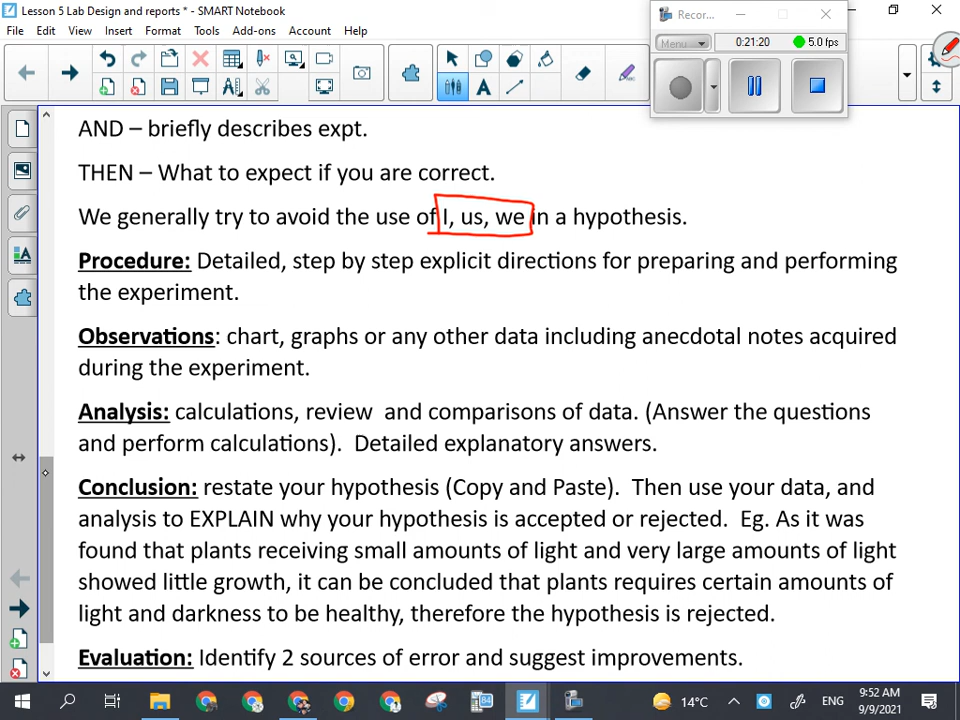 Lesson 5 Lab Design and reports * - SMART Notebook
File Edit View Insert Format Tools Add-ons Account Help
Recor...
Menu
0:21:20
5.0 fps
AND – briefly describes expt.
THEN – What to expect if you are correct.
We generally try to avoid the use of I, us, we in a hypothesis.
Procedure: Detailed, step by step explicit directions for preparing and performing
the experiment.
Observations: chart, graphs or any other data including anecdotal notes acquired
during the experiment.
Analysis: calculations, review and comparisons of data. (Answer the questions
and perform calculations). Detailed explanatory answers.
Conclusion: restate your hypothesis (Copy and Paste). Then use your data, and
analysis to EXPLAIN why your hypothesis is accepted or rejected. Eg. As it was
found that plants receiving small amounts of light and very large amounts of light
showed little growth, it can be concluded that plants requires certain amounts of
light and darkness to be healthy, therefore the hypothesis is rejected.
Evaluation: Identify 2 sources of error and suggest improvements.
14°C
ENG
9:52 AM
9/9/2021